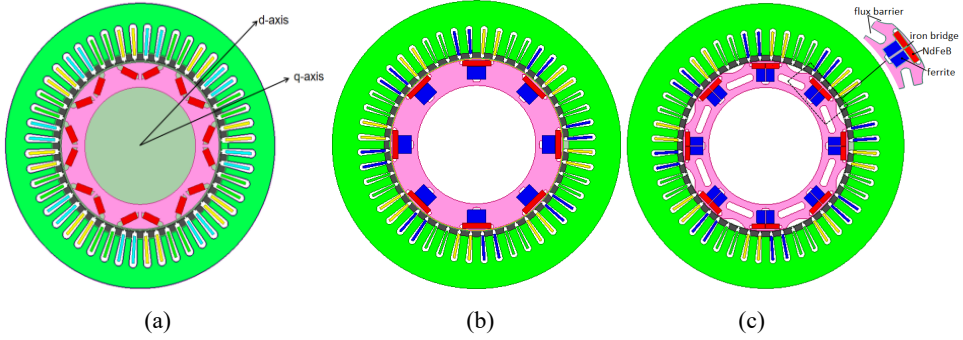 d-axis
q-axis
flux barrier
iron bridge
NdFeB
ferrite
(a)
(b)
(c)